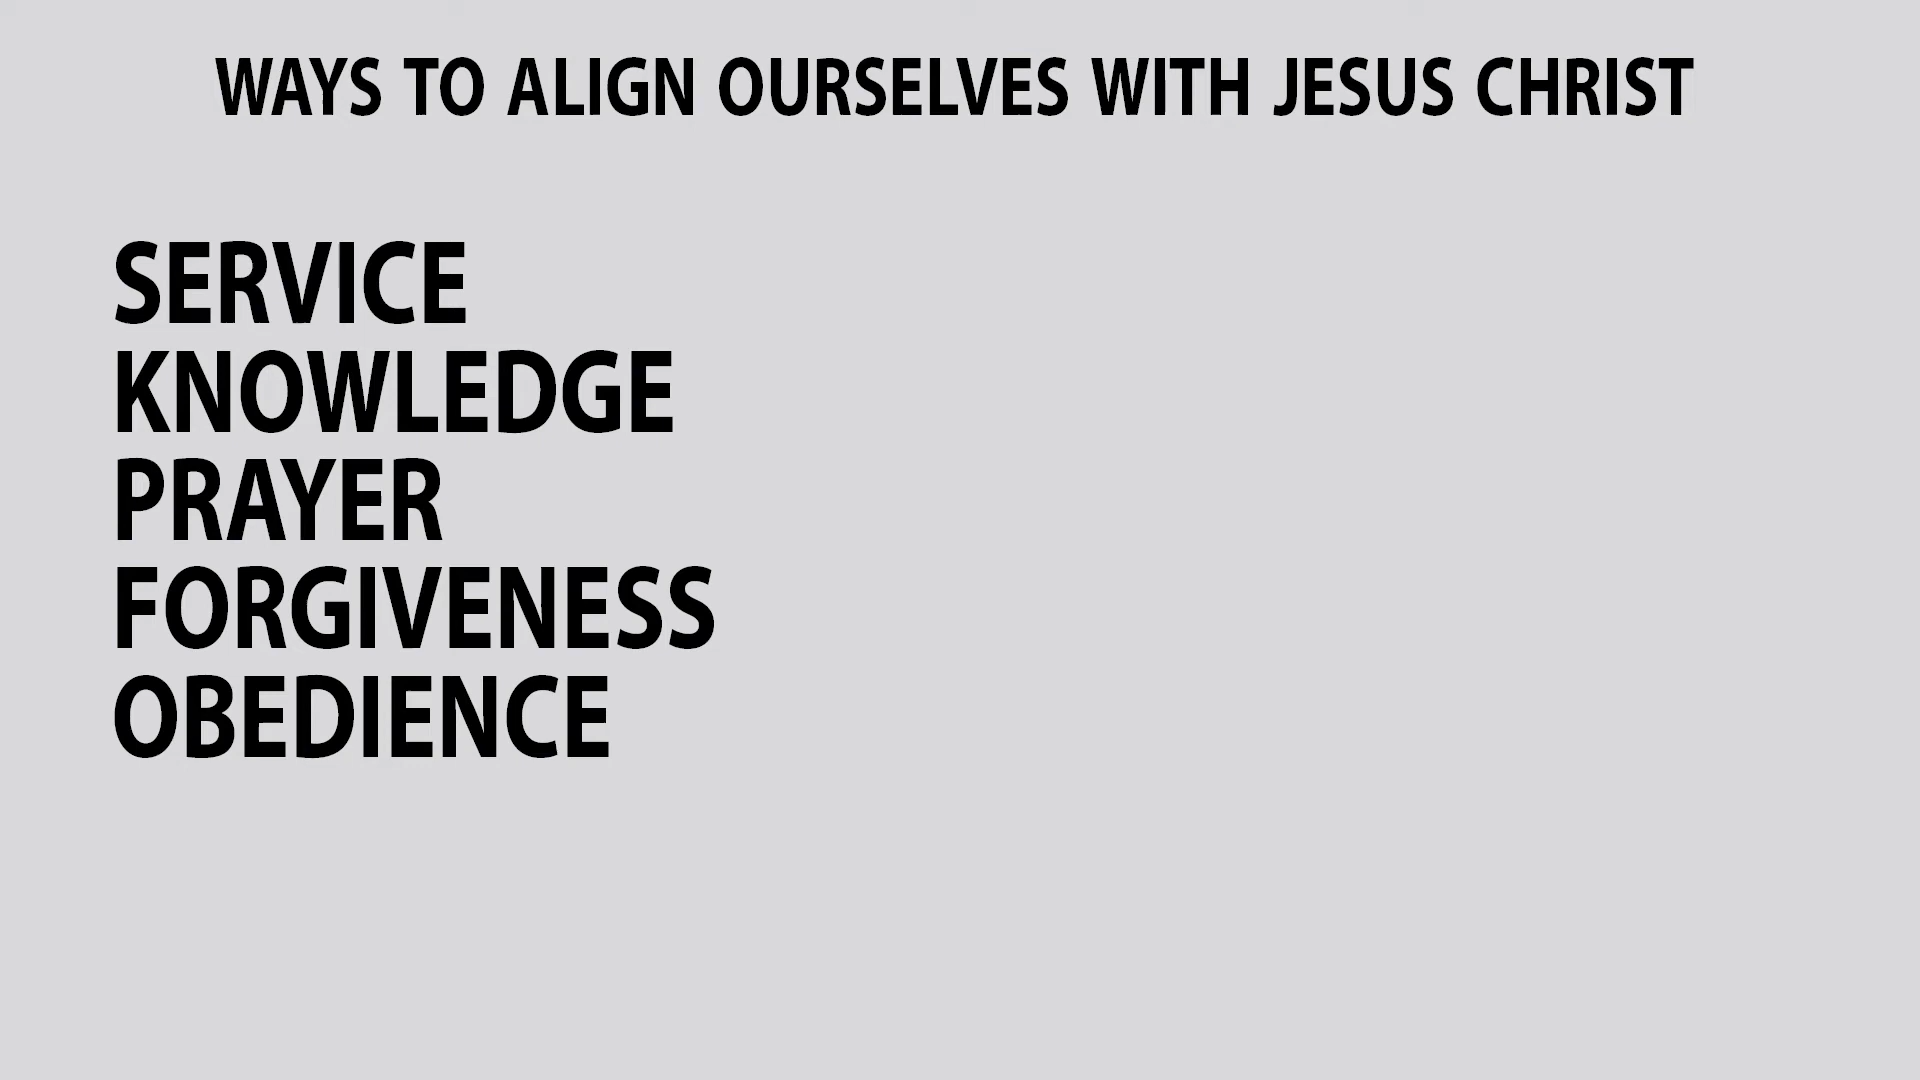 WAYS TO ALIGN OURSELVES WITH JESUS CHRIST
SERVICE
KNOWLEDGE
PRAYER
FORGIVENESS
OBEDIENCE